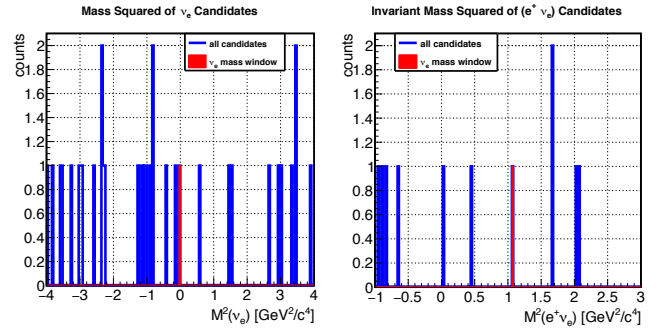 Mass Squared of νe Candidates
counts
2
1.8
1.6
1.4
1.2
1
0.8
0.6
0.4
0.2
0
all candidates
νe mass window
−4 −3 −2 −1 0 1 2 3 4
M²(νe) [GeV²/c⁴]
Invariant Mass Squared of (e⁺ νe) Candidates
counts
2
1.8
1.6
1.4
1.2
1
0.8
0.6
0.4
0.2
0
all candidates
νe mass window
−1 −0.5 0 0.5 1 1.5 2 2.5 3
M²(e⁺νe) [GeV²/c⁴]